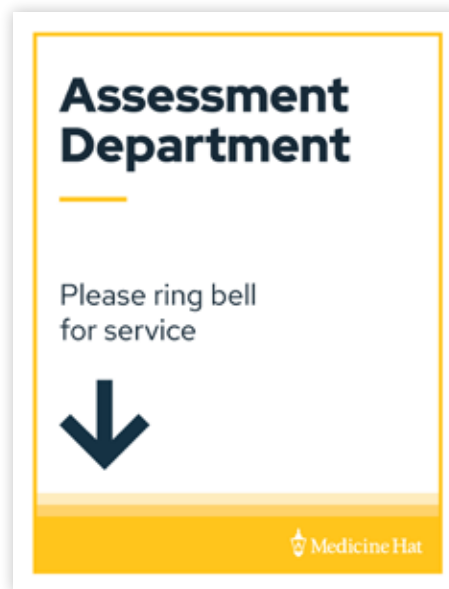 Assessment
Department
Please ring bell
for service
Medicine Hat